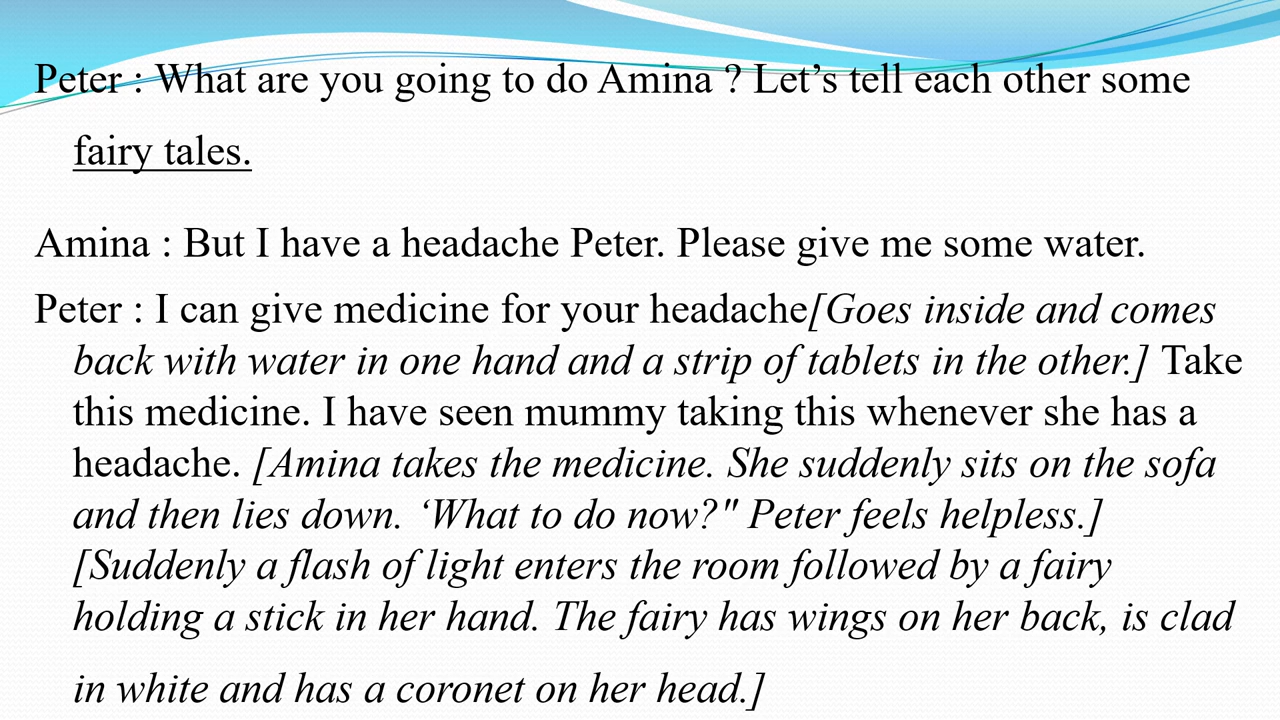 Peter : What are you going to do Amina ? Let’s tell each other some
fairy tales.
Amina : But I have a headache Peter. Please give me some water.
Peter : I can give medicine for your headache[Goes inside and comes
back with water in one hand and a strip of tablets in the other.] Take
this medicine. I have seen mummy taking this whenever she has a
headache. [Amina takes the medicine. She suddenly sits on the sofa
and then lies down. ‘What to do now?" Peter feels helpless.]
[Suddenly a flash of light enters the room followed by a fairy
holding a stick in her hand. The fairy has wings on her back, is clad
in white and has a coronet on her head.]